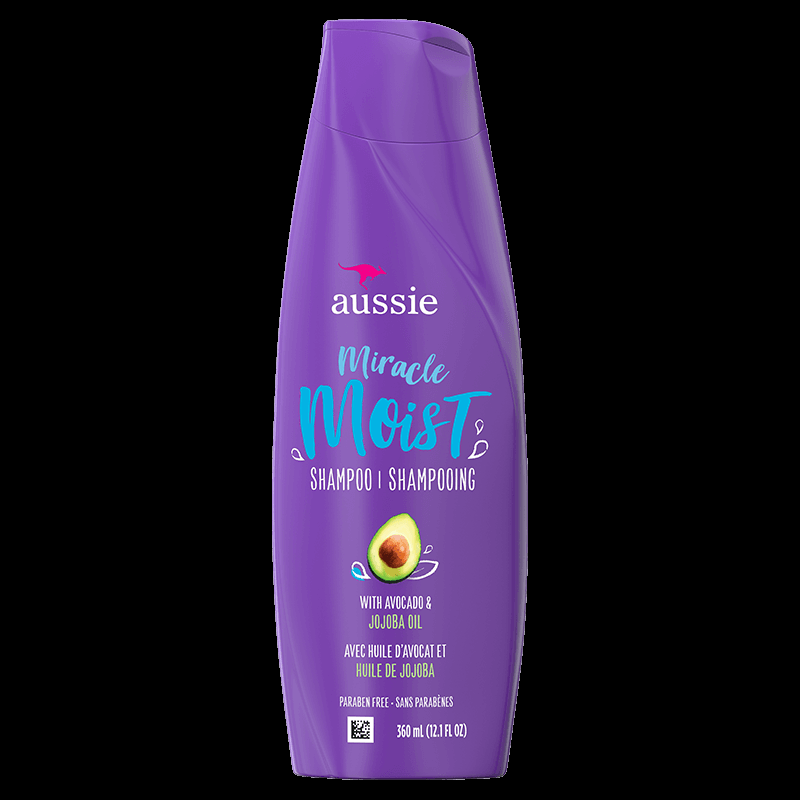 aussie
Miracle
Moist
SHAMPOO | SHAMPOOING
WITH AVOCADO &
JOJOBA OIL
AVEC HUILE D'AVOCAT ET
HUILE DE JOJOBA
PARABEN FREE • SANS PARABÈNES
360 mL (12.1 FL OZ)